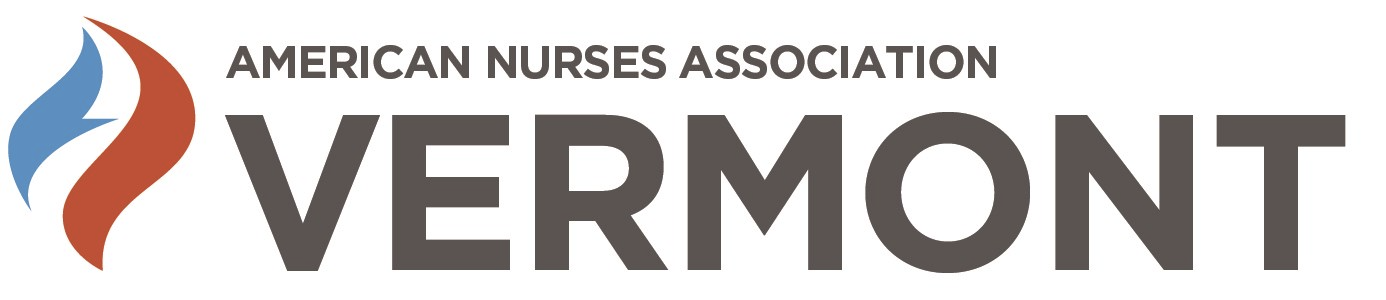 AMERICAN NURSES ASSOCIATION
VERMONT